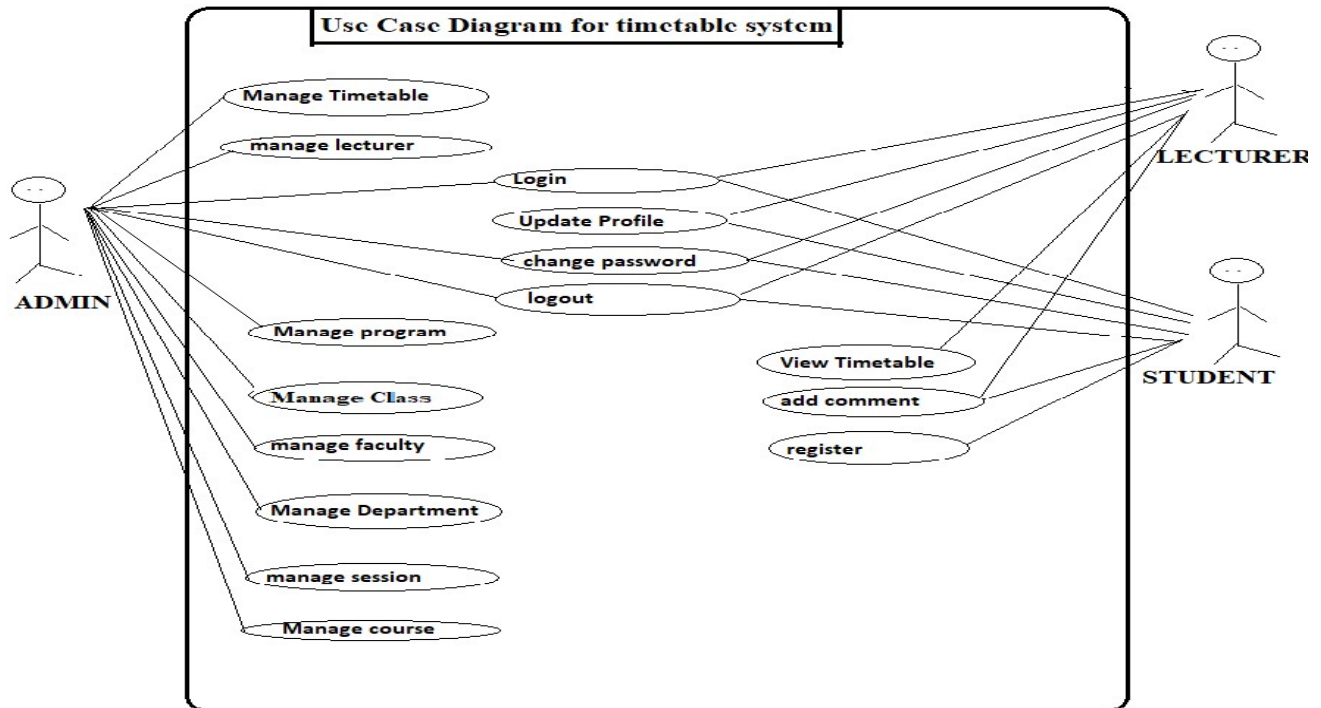 Use Case Diagram for timetable system
Manage Timetable
manage lecturer
Login
Update Profile
change password
logout
Manage program
Manage Class
manage faculty
Manage Department
manage session
Manage course
View Timetable
add comment
register
ADMIN
LECTURER
STUDENT